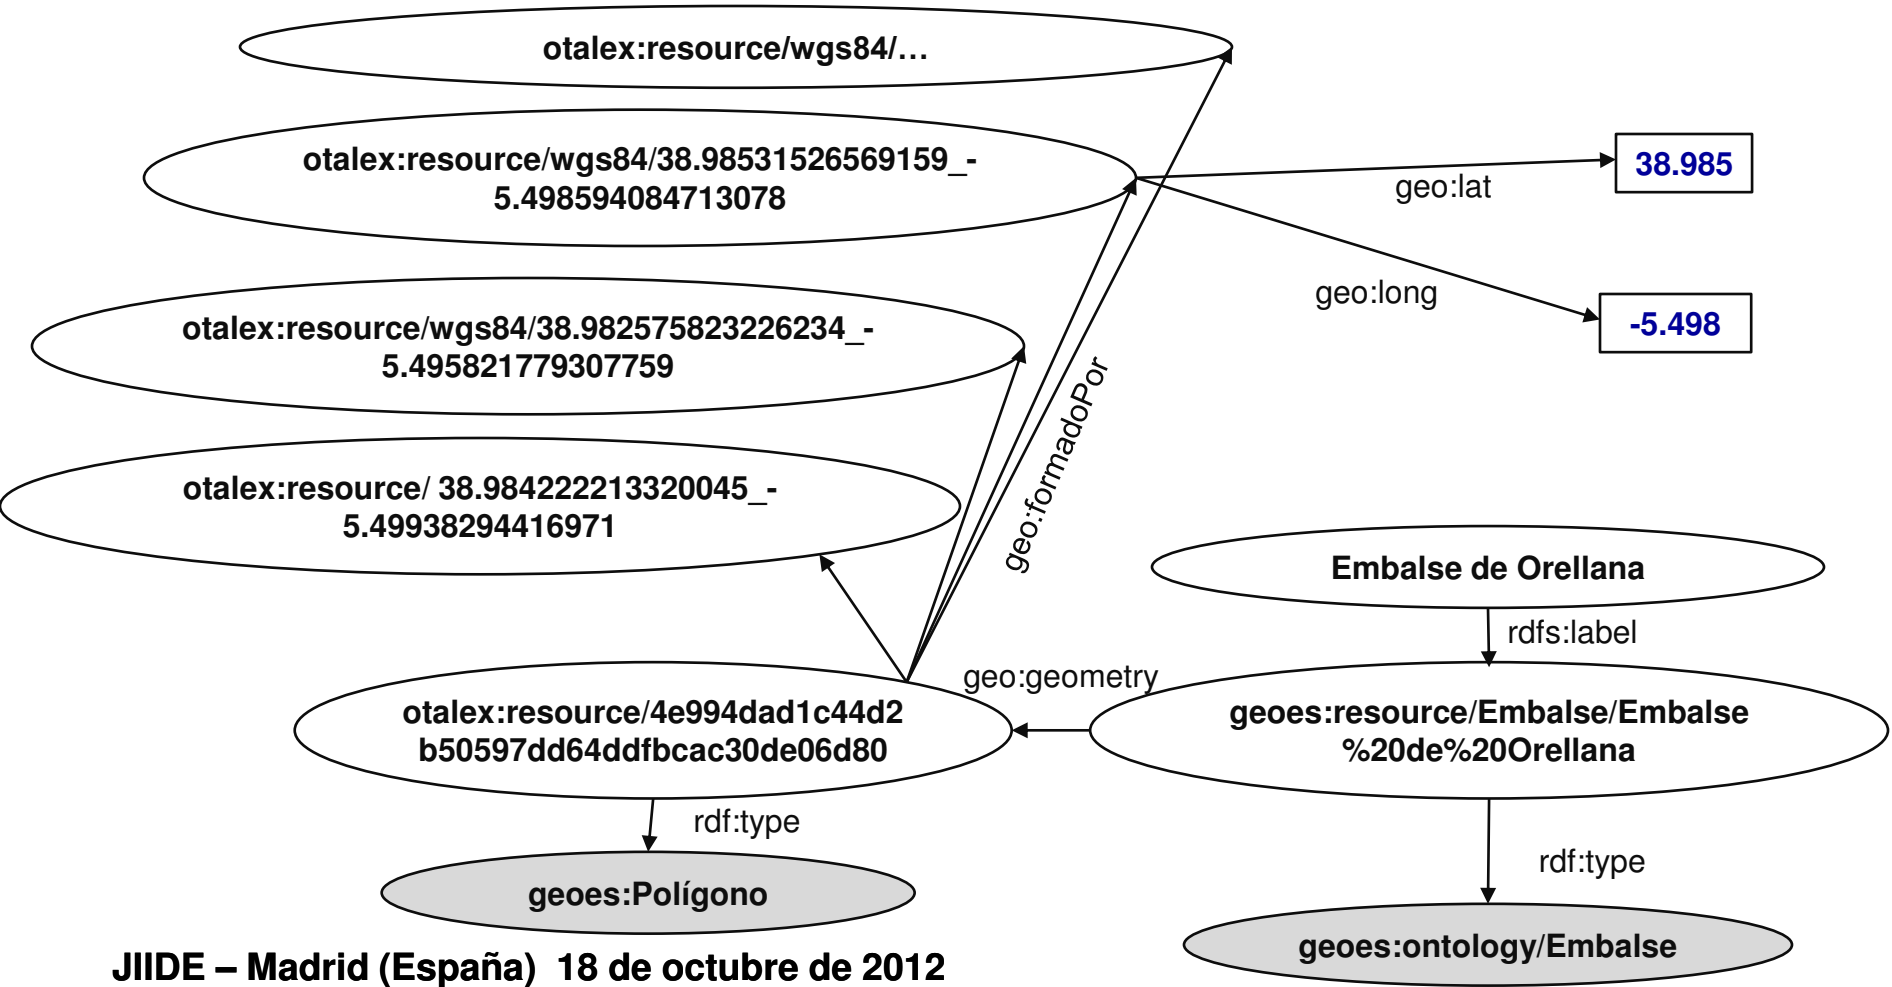 otalex:resource/wgs84/…
otalex:resource/wgs84/38.98531526569159_-
5.498594084713078
38.985
geo:lat
geo:long
-5.498
otalex:resource/wgs84/38.982575823226234_-
5.495821779307759
geo:formadoPor
otalex:resource/ 38.984222213320045_-
5.49938294416971
Embalse de Orellana
rdfs:label
geo:geometry
otalex:resource/4e994dad1c44d2
b50597dd64ddfbcac30de06d80
geoes:resource/Embalse/Embalse
%20de%20Orellana
rdf:type
rdf:type
geoes:Polígono
geoes:ontology/Embalse
JIIDE – Madrid (España)  18 de octubre de 2012